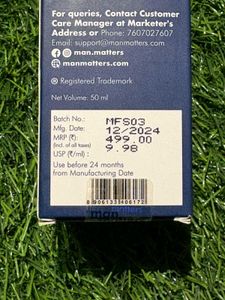 For queries, Contact Customer
Care Manager at Marketer's
Address or Phone: 7607027607
Email: support@manmatters.com
man.matters
manmatters.com
® Registered Trademark
Net Volume: 50 ml
Batch No.: MFS03
Mfg. Date: 12/2024
MRP (₹): 499.00
(Incl. of all taxes)
USP (₹/ml) : 9.98
Use before 24 months
from Manufacturing Date
8906133406172
man